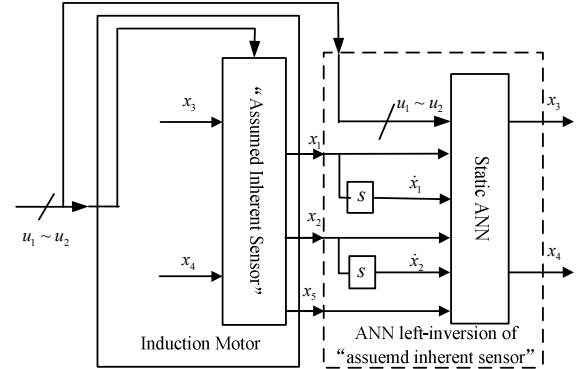 u₁ ~ u₂
x₃
x₄
“Assumed Inherent Sensor”
Induction Motor
x₁
x₂
x₅
u₁ ~ u₂
s
ẋ₁
s
ẋ₂
Static ANN
x₃
x₄
ANN left-inversion of
“assuemd inherent sensor”